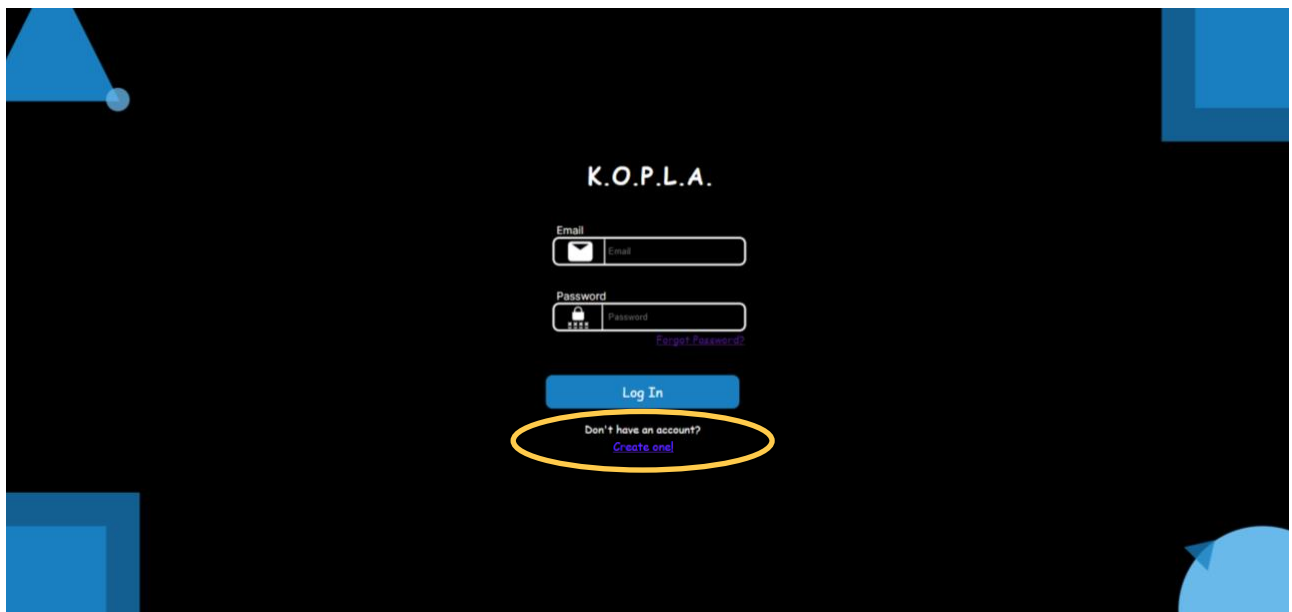 K.O.P.L.A.
Email
Email
Password
Password
Forgot Password?
Log In
Don't have an account?
Create one!